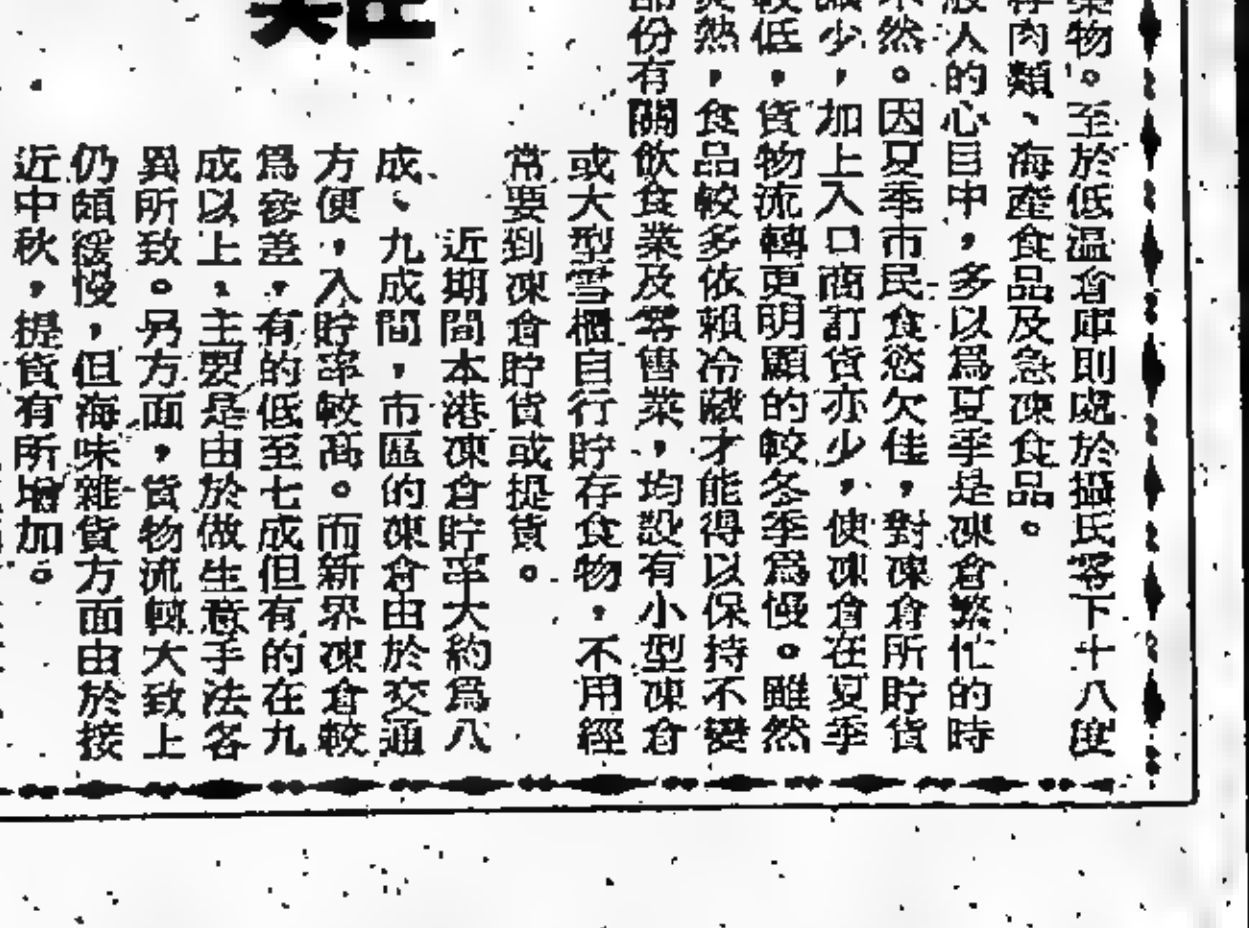 藥物。至於低温倉庫則處於攝氏零下十八度
肉類、海產食品及急凍食品。
般人的心目中，多以爲夏季是凍倉繁忙的時
不然。因夏季市民食慾欠佳，對凍倉所貯貨
減少，加上入口商訂貨亦少，使凍倉在夏季
較低，貨物流轉更明顯的較冬季爲慢。雖然
炎熱，食品較多依賴冷藏才能得以保持不變
部份有關飲食業及零售業，均設有小型凍倉
或大型雪櫃自行貯存食物，不用經
常要到凍倉貯貨或提貨。
近期間本港凍倉貯率大約爲八
成、九成間，市區的凍倉由於交通
方便，入貯率較高。而新界凍倉較
爲參差，有的低至七成但有的在九
成以上，主要是由於做生意手法各
異所致。另方面，貨物流轉大致上
仍頗緩慢，但海味雜貨方面由於接
近中秋，提貨有所增加。